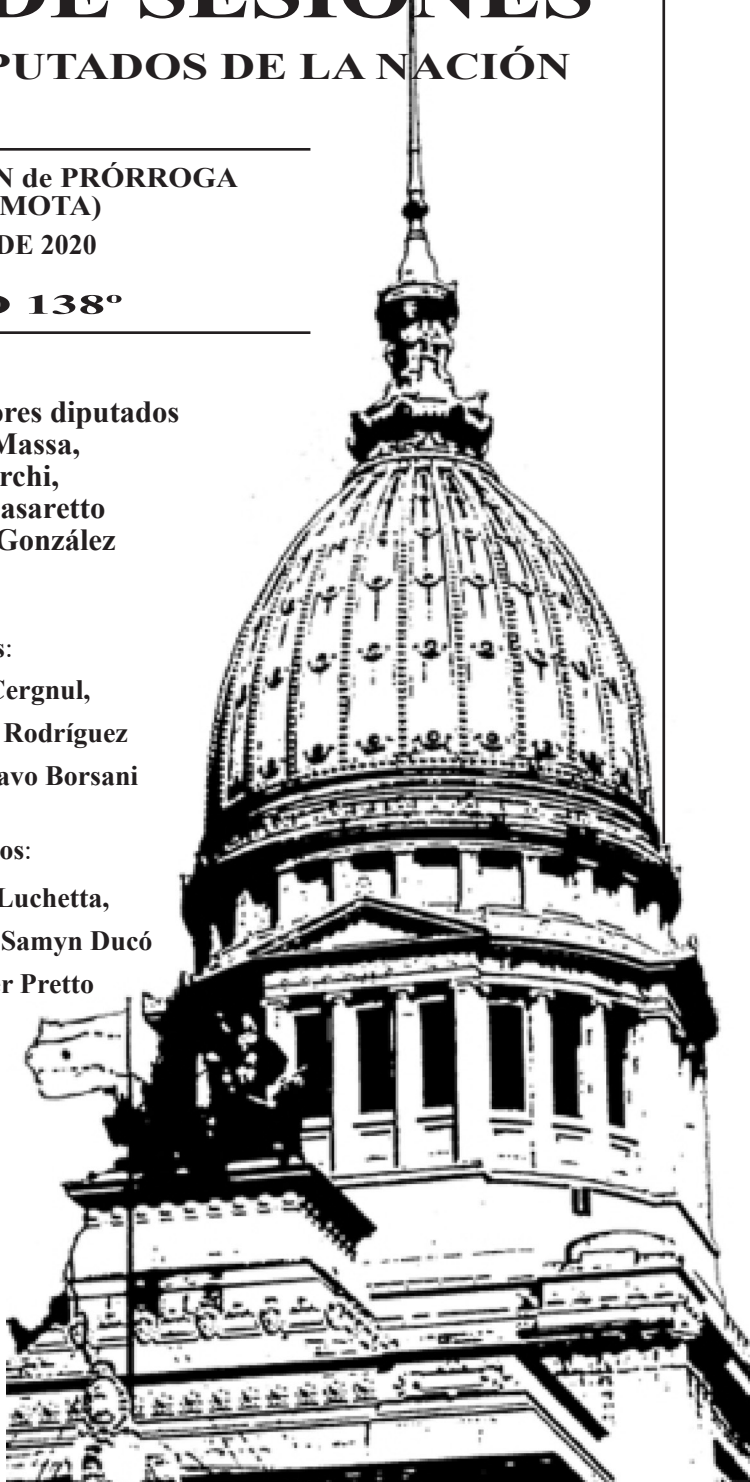 DE SESIONES
PUTADOS DE LA NACIÓN
N de PRÓRROGA
MOTA)
DE 2020
138º
ores diputados
Massa,
rchi,
asaretto
González
s:
Cergnul,
Rodríguez
avo Borsani
os:
Luchetta,
Samyn Ducó
r Pretto